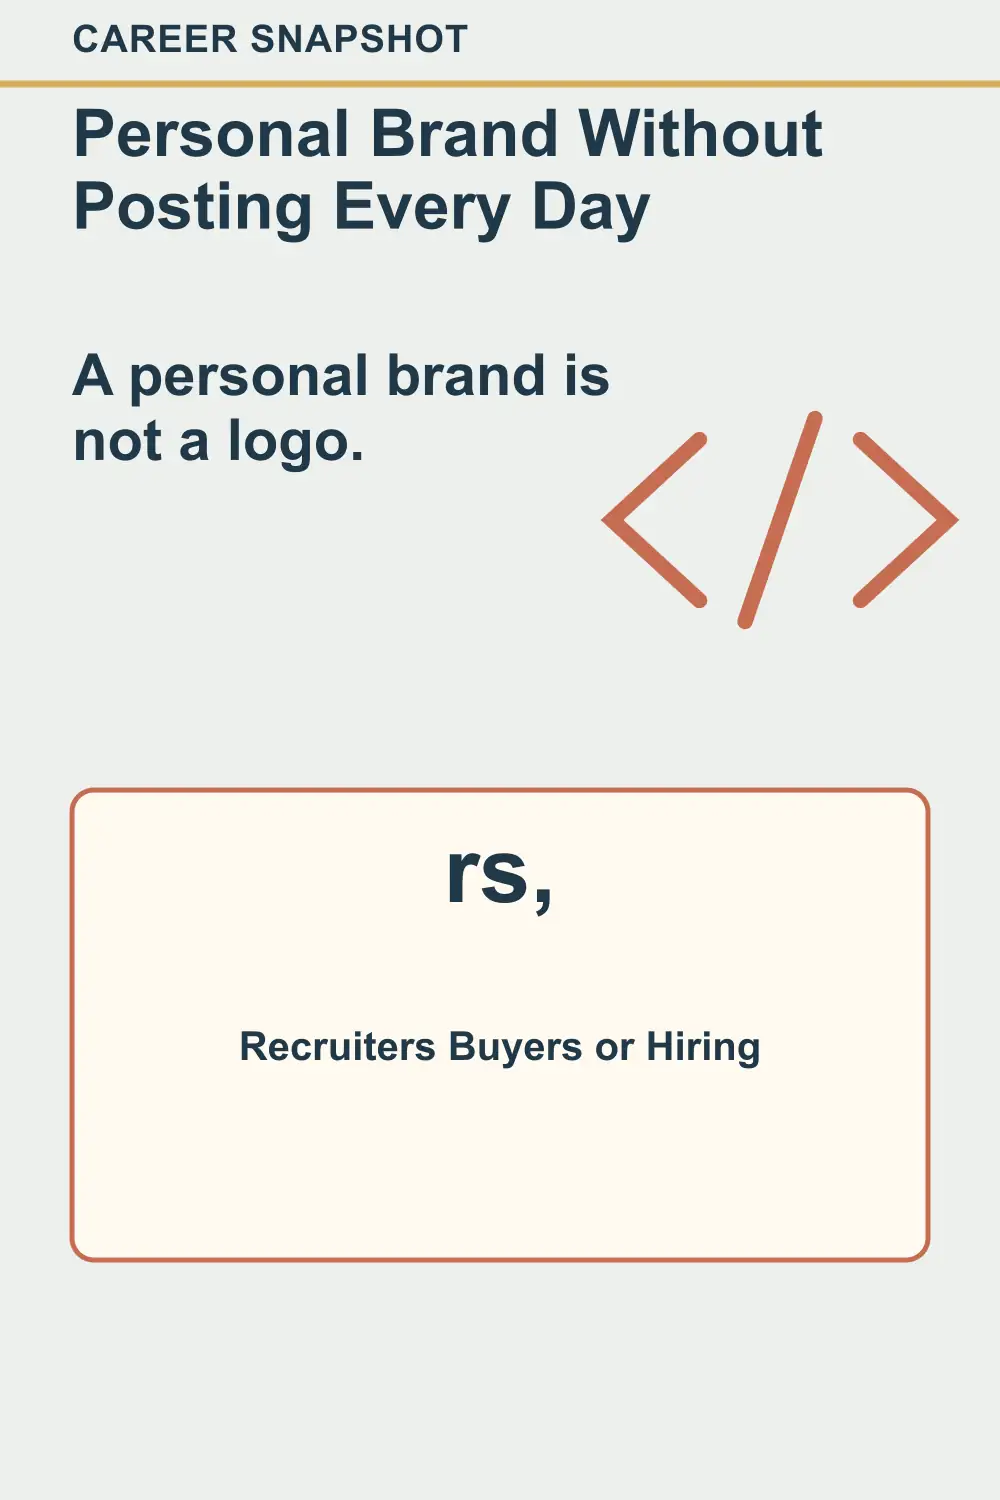 CAREER SNAPSHOT
Personal Brand Without
Posting Every Day
A personal brand is
not a logo.
rs,
Recruiters Buyers or Hiring